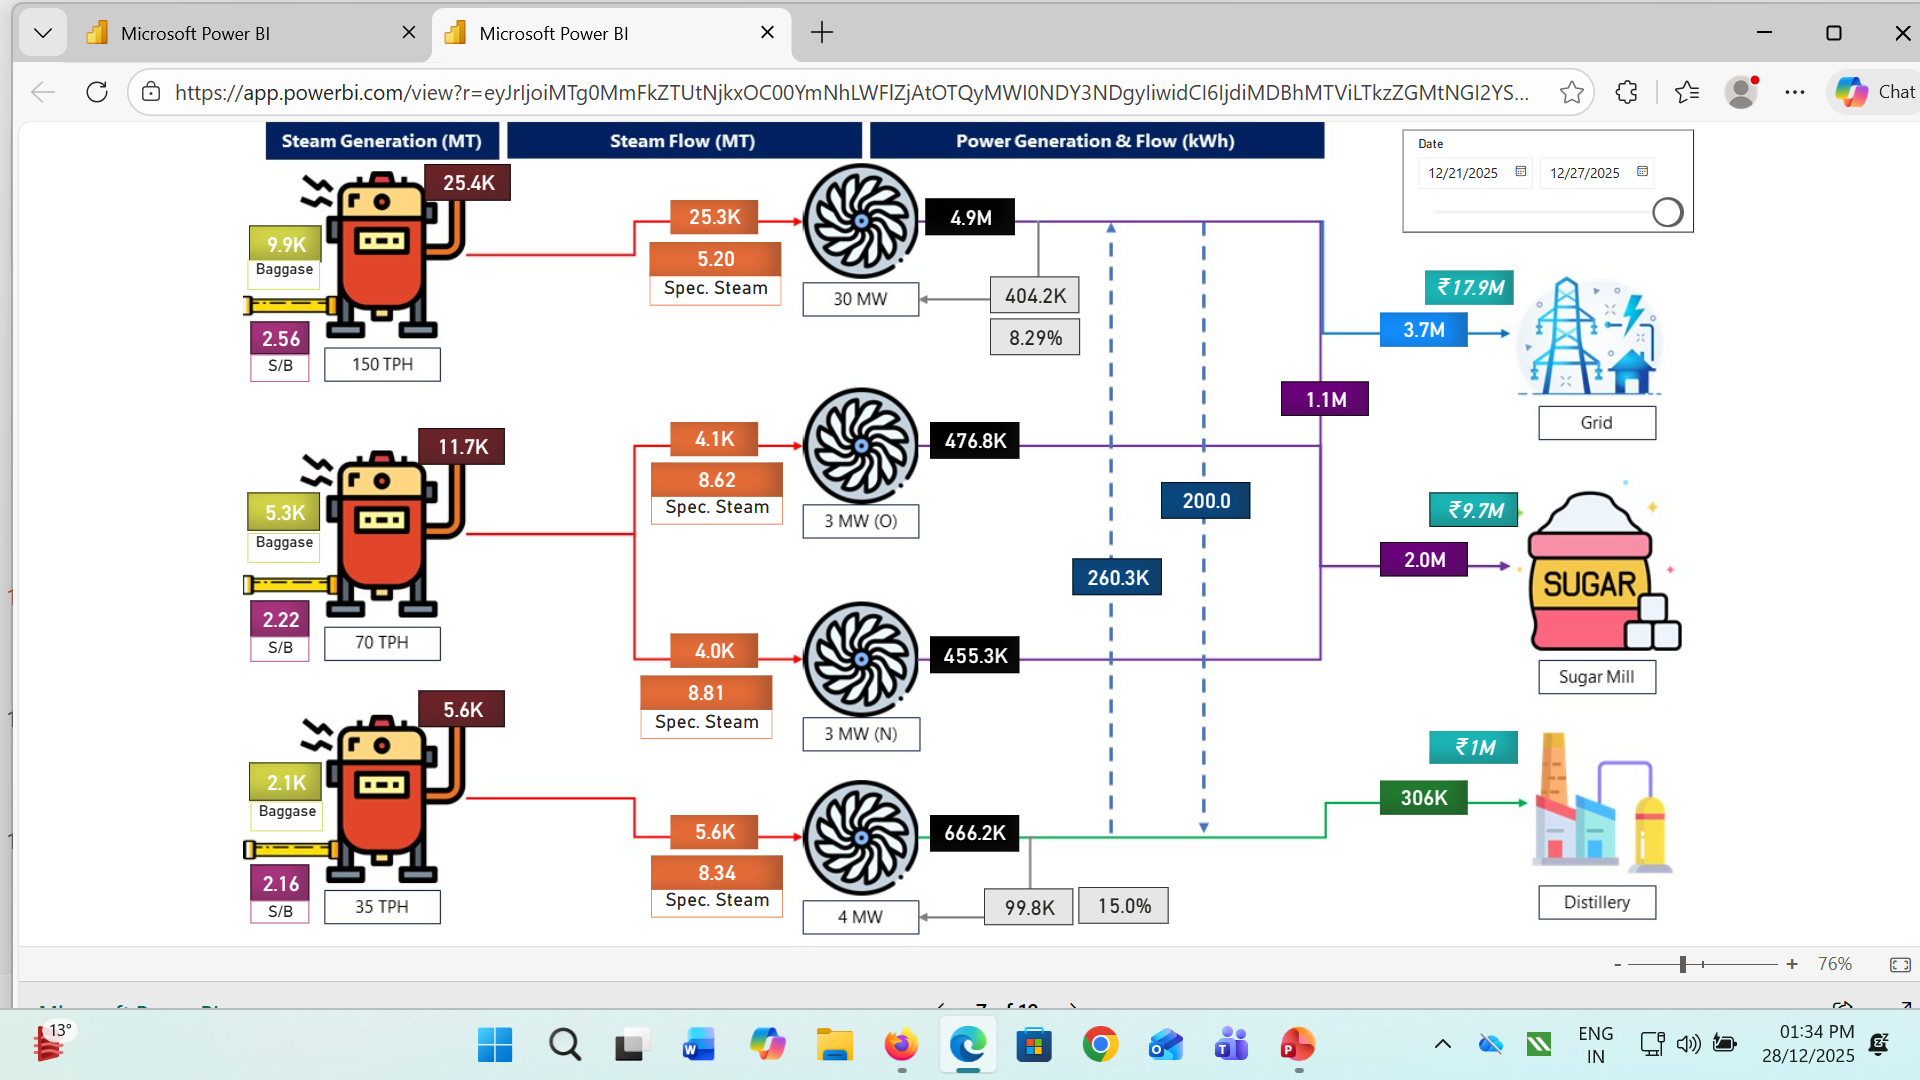 Microsoft Power BI
Microsoft Power BI
https://app.powerbi.com/view?r=eyJrIjoiMTg0MmFkZTUtNjkxOC00YmNhLWFlZjAtOTQyMWI0NDY3NDgyIiwidCI6IjdiMDBhMTViLTkzZGMtNGI2YS...
Chat
Steam Generation (MT)
Steam Flow (MT)
Power Generation & Flow (kWh)
Date
12/21/2025
12/27/2025
25.4K
9.9K
Baggase
2.56
S/B
150 TPH
25.3K
5.20
Spec. Steam
30 MW
4.9M
404.2K
8.29%
₹17.9M
3.7M
Grid
1.1M
11.7K
5.3K
Baggase
2.22
S/B
70 TPH
4.1K
8.62
Spec. Steam
3 MW (O)
476.8K
200.0
260.3K
₹9.7M
2.0M
SUGAR
Sugar Mill
4.0K
8.81
Spec. Steam
3 MW (N)
455.3K
5.6K
2.1K
Baggase
2.16
S/B
35 TPH
5.6K
8.34
Spec. Steam
4 MW
666.2K
99.8K
15.0%
₹1M
306K
Distillery
- + 76%
13°
ENG
IN
01:34 PM
28/12/2025